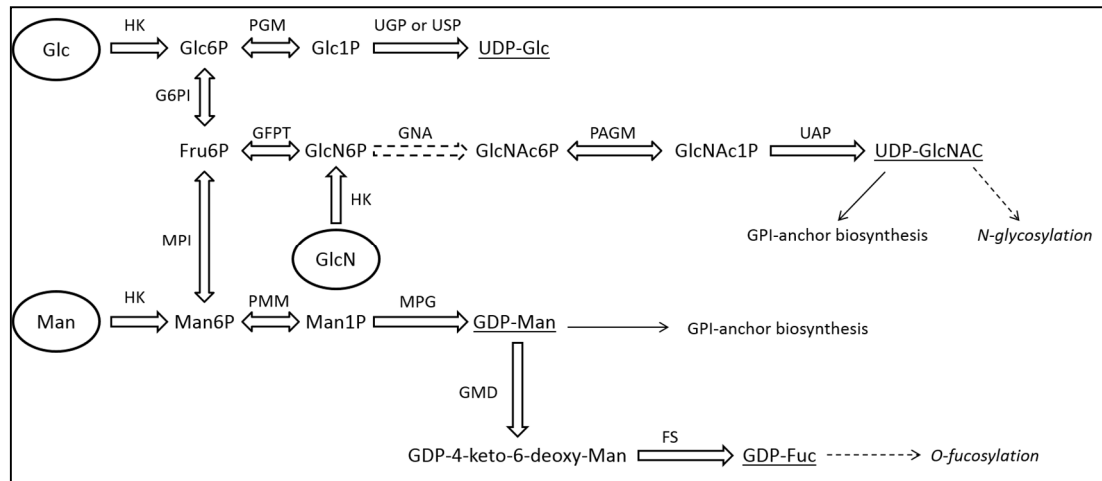 HK PGM UGP or USP
Glc Glc6P Glc1P UDP-Glc
G6PI
GFPT GNA PAGM UAP
Fru6P GlcN6P GlcNAc6P GlcNAc1P UDP-GlcNAC
HK
MPI GPI-anchor biosynthesis N-glycosylation
GlcN
HK PMM MPG
Man Man6P Man1P GDP-Man GPI-anchor biosynthesis
GMD
FS
GDP-4-keto-6-deoxy-Man GDP-Fuc O-fucosylation